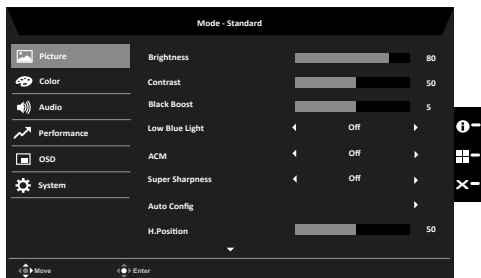 Mode - Standard
Picture
Color
Audio
Performance
OSD
System
Brightness 80
Contrast 50
Black Boost 5
Low Blue Light Off
ACM Off
Super Sharpness Off
Auto Config
H.Position 50
Move Enter